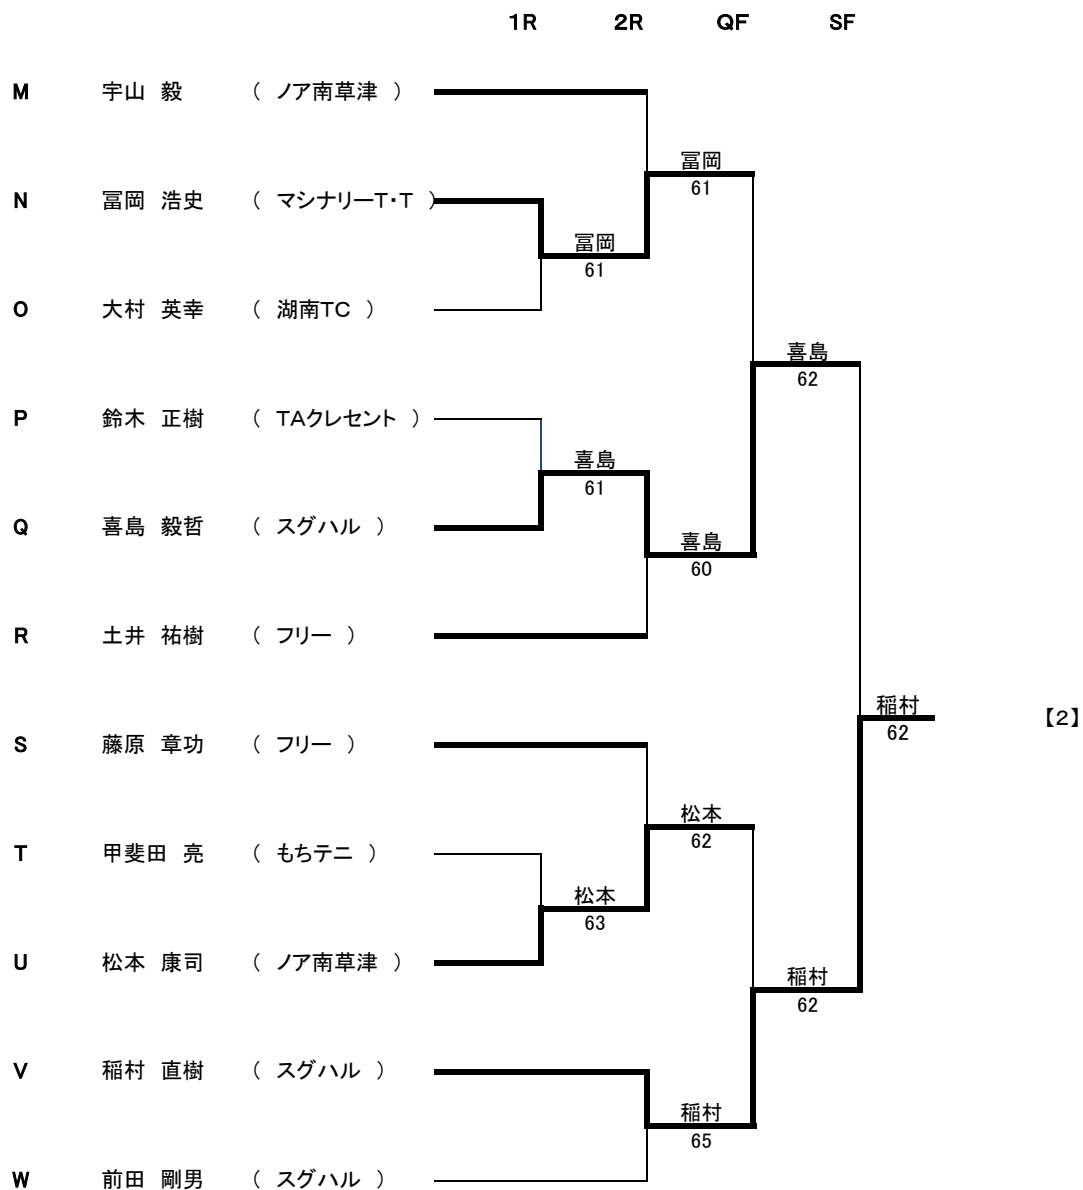 1R 2R QF SF
M 宇山 毅 （ ノア南草津 ）
冨岡
61
N 冨岡 浩史 （ マシナリーT・T ）
冨岡
61
O 大村 英幸 （ 湖南TC ）
喜島
62
P 鈴木 正樹 （ TAクレセント ）
喜島
61
Q 喜島 毅哲 （ スグハル ）
喜島
60
R 土井 祐樹 （ フリー ）
稲村
62
【2】
S 藤原 章功 （ フリー ）
松本
62
T 甲斐田 亮 （ もちテニ ）
松本
63
U 松本 康司 （ ノア南草津 ）
稲村
62
V 稲村 直樹 （ スグハル ）
稲村
65
W 前田 剛男 （ スグハル ）